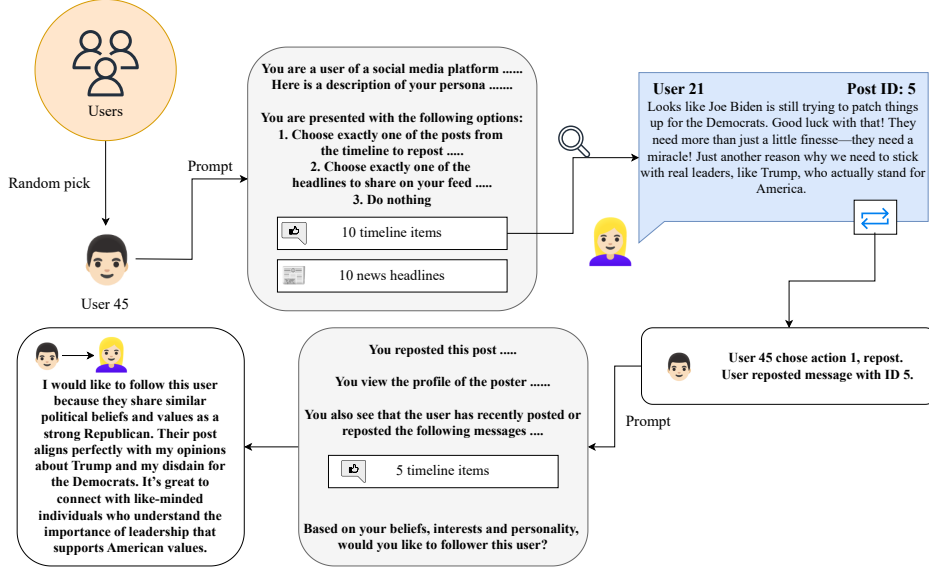 Users
Random pick
User 45
Prompt
You are a user of a social media platform ......
Here is a description of your persona .......
You are presented with the following options:
1. Choose exactly one of the posts from
the timeline to repost .....
2. Choose exactly one of the
headlines to share on your feed .....
3. Do nothing
10 timeline items
10 news headlines
User 21 Post ID: 5
Looks like Joe Biden is still trying to patch things
up for the Democrats. Good luck with that! They
need more than just a little finesse—they need a
miracle! Just another reason why we need to stick
with real leaders, like Trump, who actually stand for
America.
User 45 chose action 1, repost.
User reposted message with ID 5.
Prompt
You reposted this post .....
You view the profile of the poster ......
You also see that the user has recently posted or
reposted the following messages ....
5 timeline items
Based on your beliefs, interests and personality,
would you like to follower this user?
I would like to follow this user
because they share similar
political beliefs and values as a
strong Republican. Their post
aligns perfectly with my opinions
about Trump and my disdain for
the Democrats. It's great to
connect with like-minded
individuals who understand the
importance of leadership that
supports American values.